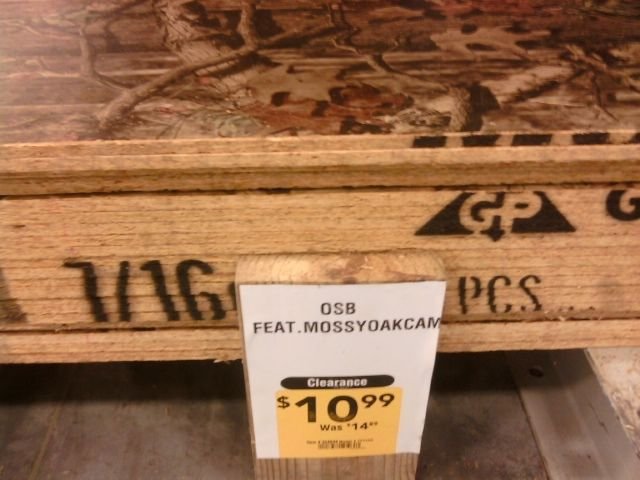 GP G
7/16 PCS
OSB
FEAT.MOSSYOAKCAM
Clearance
$10.99
Was $14.99